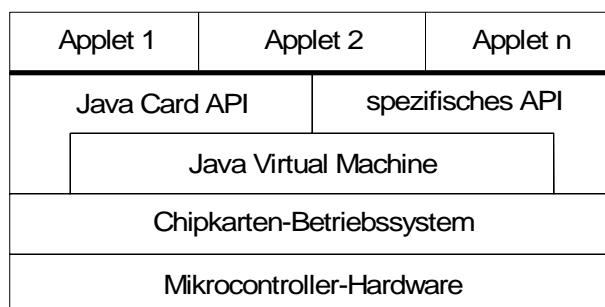 Applet 1 Applet 2 Applet n
Java Card API spezifisches API
Java Virtual Machine
Chipkarten-Betriebssystem
Mikrocontroller-Hardware